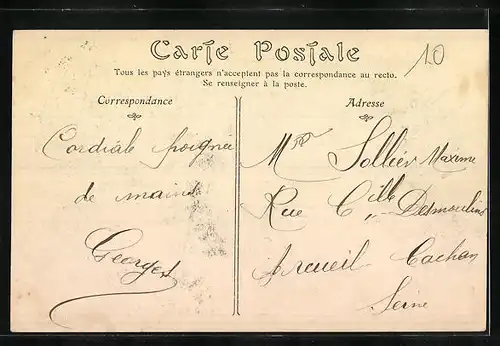 Carte Postale
10
Tous les pays étrangers n'acceptent pas la correspondance au recto.
Se renseigner à la poste.
Correspondance
Cordiale poignée
de mains
Georges
Adresse
Mr Sollier Maxime
Rue Cille Desmoulins
Arcueil Cachan
Seine